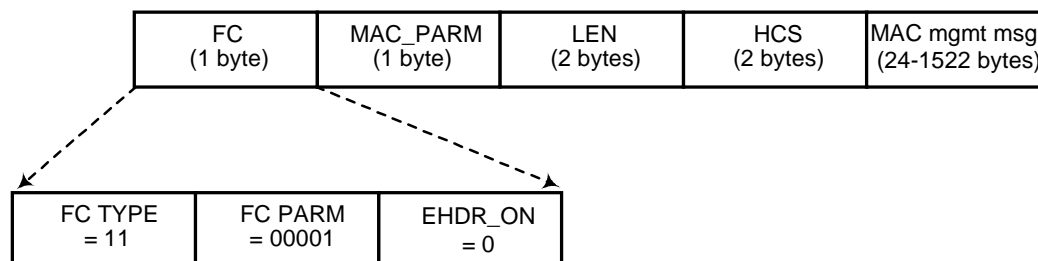 FC
(1 byte)
MAC_PARM
(1 byte)
LEN
(2 bytes)
HCS
(2 bytes)
MAC mgmt msg
(24-1522 bytes)
FC TYPE
= 11
FC PARM
= 00001
EHDR_ON
= 0